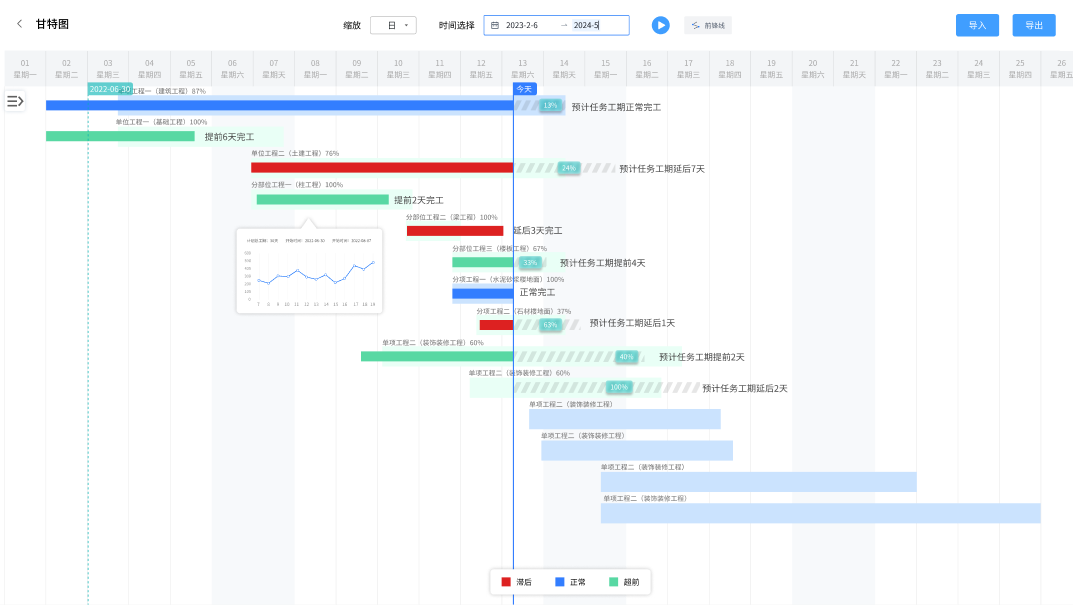 甘特图
缩放 日 时间选择 2023-2-6 → 2024-5 前锋线 导入 导出
01 02 03 04 05 06 07 08 09 10 11 12 13 14 15 16 17 18 19 20 21 22 23 24 25 26
星期一 星期二 星期三 星期四 星期五 星期六 星期天 星期一 星期二 星期三 星期四 星期五 星期六 星期天 星期一 星期二 星期三 星期四 星期五 星期六 星期天 星期一 星期二 星期三 星期四 星期五
2022-06-30 今天
工程一（建筑工程）87%
13% 预计任务工期正常完工
单位工程一（基础工程）100%
提前6天完工
单位工程二（土建工程）76%
24% 预计任务工期延后7天
分部位工程一（柱工程）100%
提前2天完工
分部位工程二（梁工程）100%
延后3天完工
分部位工程三（楼板工程）67%
33% 预计任务工期提前4天
分项工程一（水泥砂浆楼地面）100%
正常完工
分项工程二（石材楼地面）37%
63% 预计任务工期延后1天
单项工程二（装饰装修工程）60%
40% 预计任务工期提前2天
单项工程二（装饰装修工程）60%
100% 预计任务工期延后2天
单项工程二（装饰装修工程）
单项工程二（装饰装修工程）
单项工程二（装饰装修工程）
单项工程二（装饰装修工程）
600
500
400
300
200
100
0
7 8 9 10 11 12 13 14 15 16 17 18 19
滞后 正常 超前